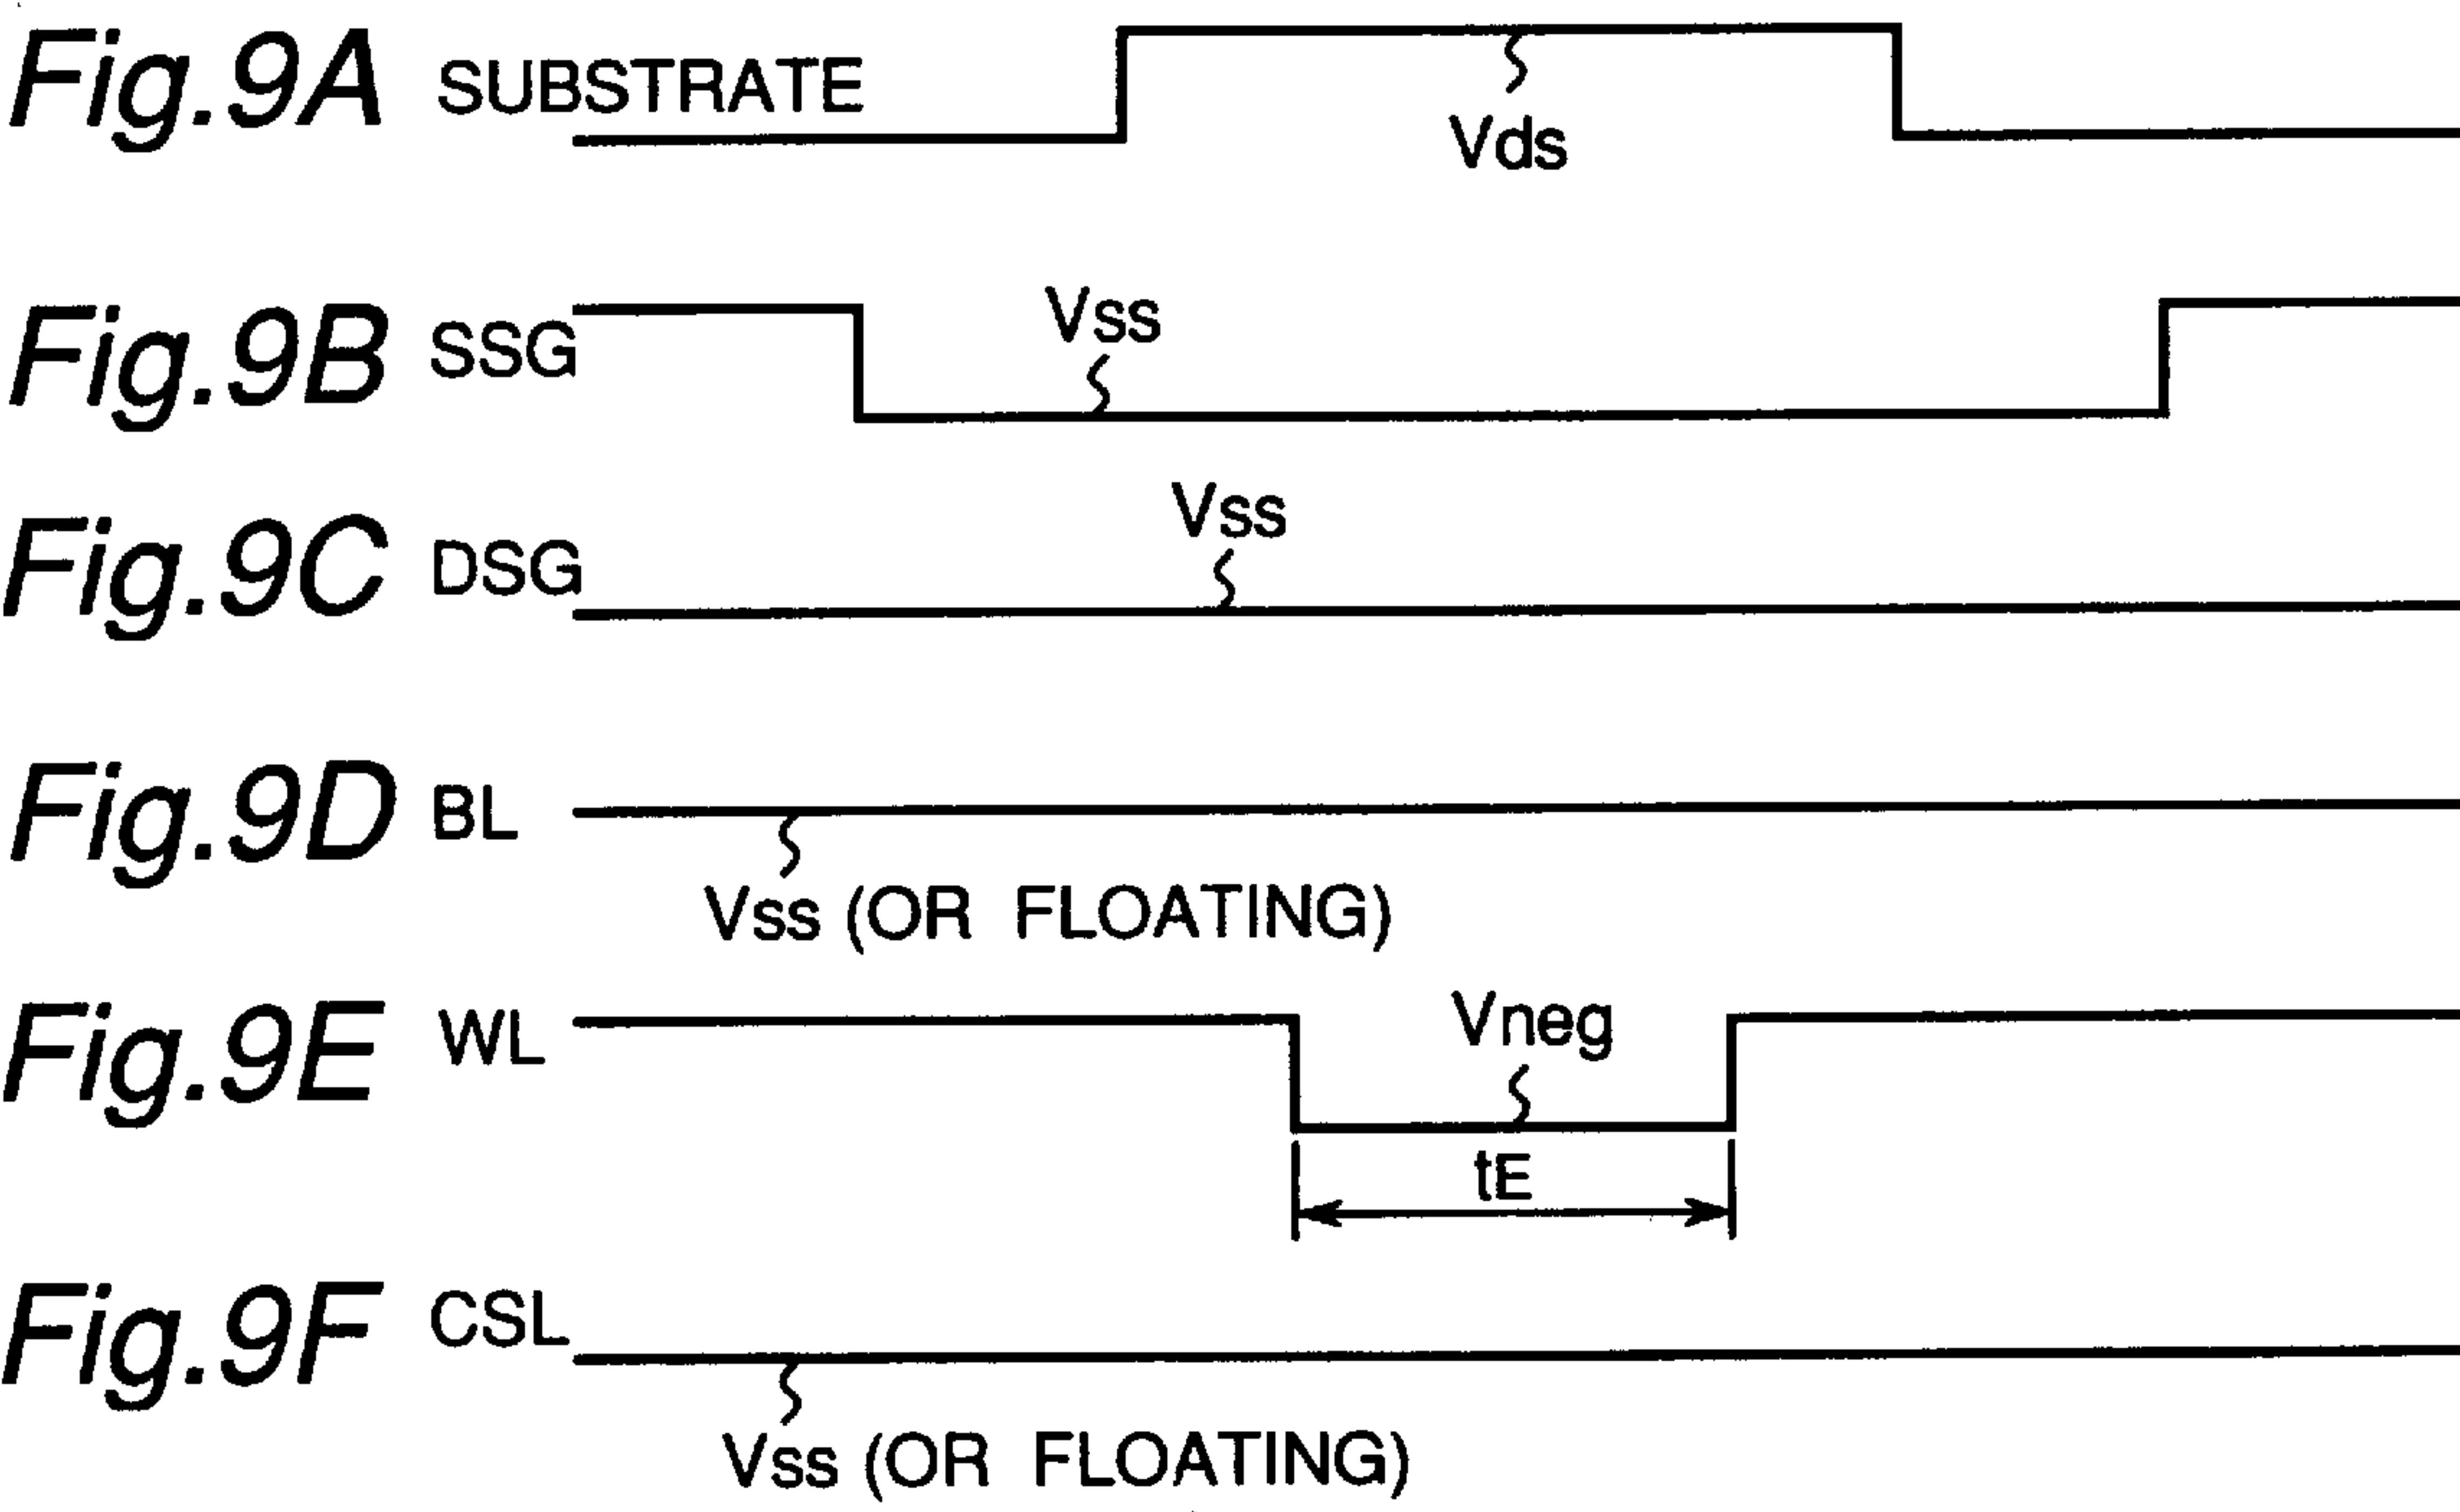 Fig.9A SUBSTRATE
Vds
Fig.9B SSG
Vss
Fig.9C DSG
Vss
Fig.9D BL
Vss (OR FLOATING)
Fig.9E WL
Vneg
tE
Fig.9F CSL
Vss (OR FLOATING)